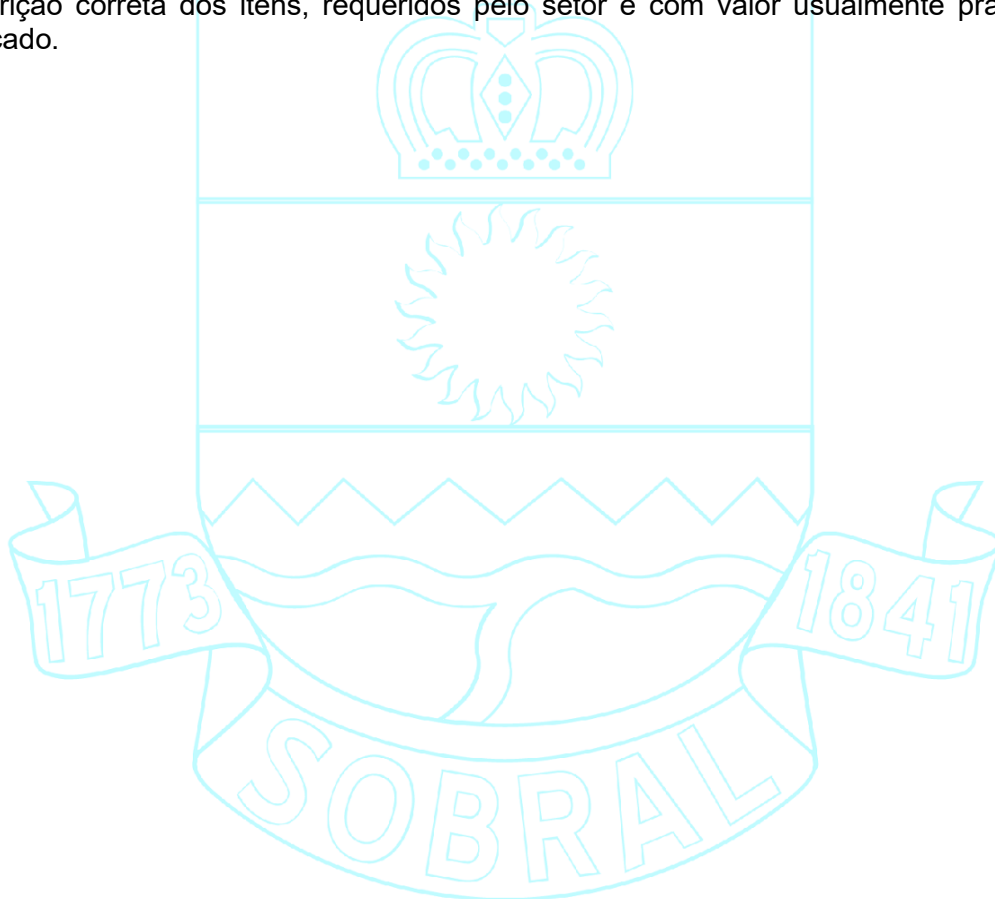 rição correta dos itens, requeridos pelo setor e com valor usualmente pra
cado.
1773
1841
SOBRAL